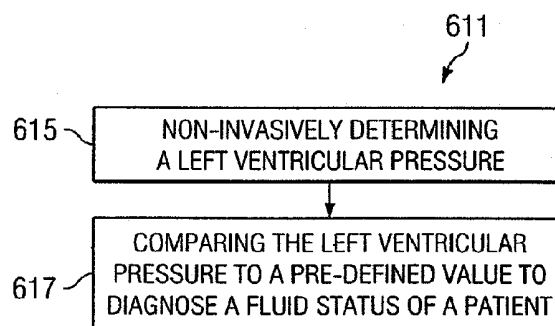 611
615
NON-INVASIVELY DETERMINING
A LEFT VENTRICULAR PRESSURE
617
COMPARING THE LEFT VENTRICULAR
PRESSURE TO A PRE-DEFINED VALUE TO
DIAGNOSE A FLUID STATUS OF A PATIENT